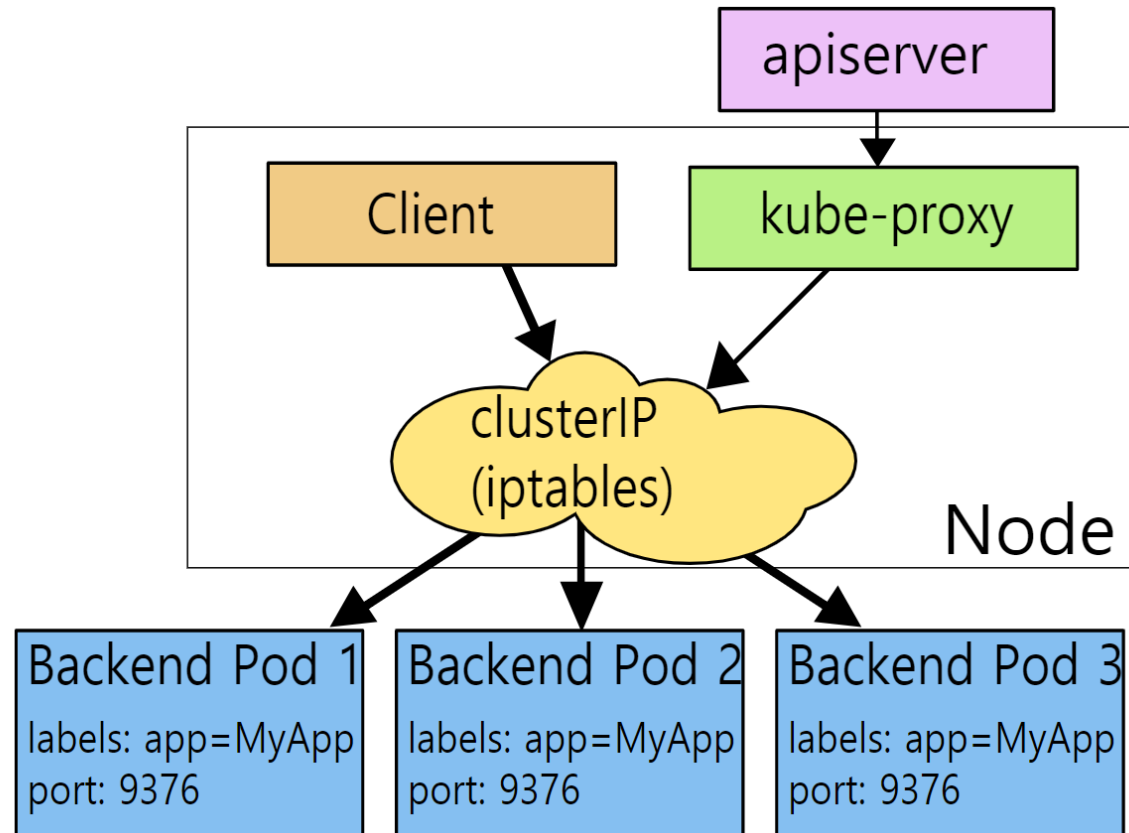 apiserver
Client
kube-proxy
clusterIP
(iptables)
Node
Backend Pod 1
labels: app=MyApp
port: 9376
Backend Pod 2
labels: app=MyApp
port: 9376
Backend Pod 3
labels: app=MyApp
port: 9376